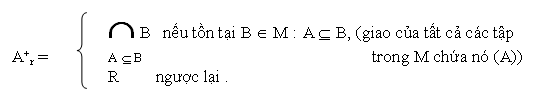 ⋂ B nếu tồn tại B ∈ M : A ⊆ B, (giao của tất cả các tập
A⁺ᵣ = A ⊆ B trong M chứa nó (A))
R ngược lại .